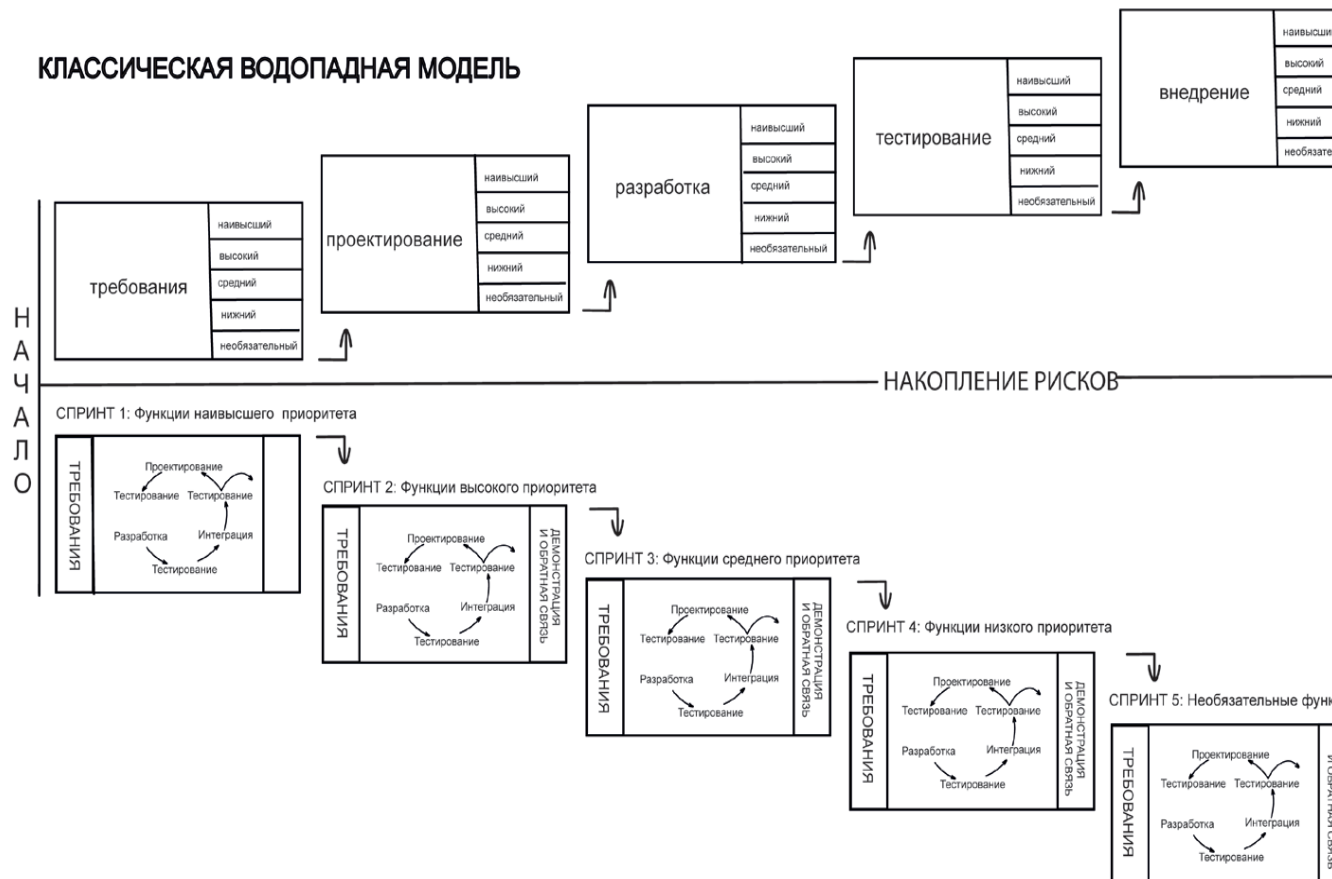 КЛАССИЧЕСКАЯ ВОДОПАДНАЯ МОДЕЛЬ
НАЧАЛО
требования
наивысший
высокий
средний
нижний
необязательный
проектирование
наивысший
высокий
средний
нижний
необязательный
разработка
наивысший
высокий
средний
нижний
необязательный
тестирование
наивысший
высокий
средний
нижний
необязательный
внедрение
наивысший
высокий
средний
нижний
необязате
НАКОПЛЕНИЕ РИСКОВ
СПРИНТ 1: Функции наивысшего приоритета
ТРЕБОВАНИЯ
Проектирование
Тестирование Тестирование
Разработка Интеграция
Тестирование
СПРИНТ 2: Функции высокого приоритета
ТРЕБОВАНИЯ
Проектирование
Тестирование Тестирование
Разработка Интеграция
Тестирование
ДЕМОНСТРАЦИЯ
И ОБРАТНАЯ СВЯЗЬ
СПРИНТ 3: Функции среднего приоритета
ТРЕБОВАНИЯ
Проектирование
Тестирование Тестирование
Разработка Интеграция
Тестирование
ДЕМОНСТРАЦИЯ
И ОБРАТНАЯ СВЯЗЬ
СПРИНТ 4: Функции низкого приоритета
ТРЕБОВАНИЯ
Проектирование
Тестирование Тестирование
Разработка Интеграция
Тестирование
ДЕМОНСТРАЦИЯ
И ОБРАТНАЯ СВЯЗЬ
СПРИНТ 5: Необязательные функ
ТРЕБОВАНИЯ
Проектирование
Тестирование Тестирование
Разработка Интеграция
Тестирование
И ОБРАТНАЯ СВЯЗЬ